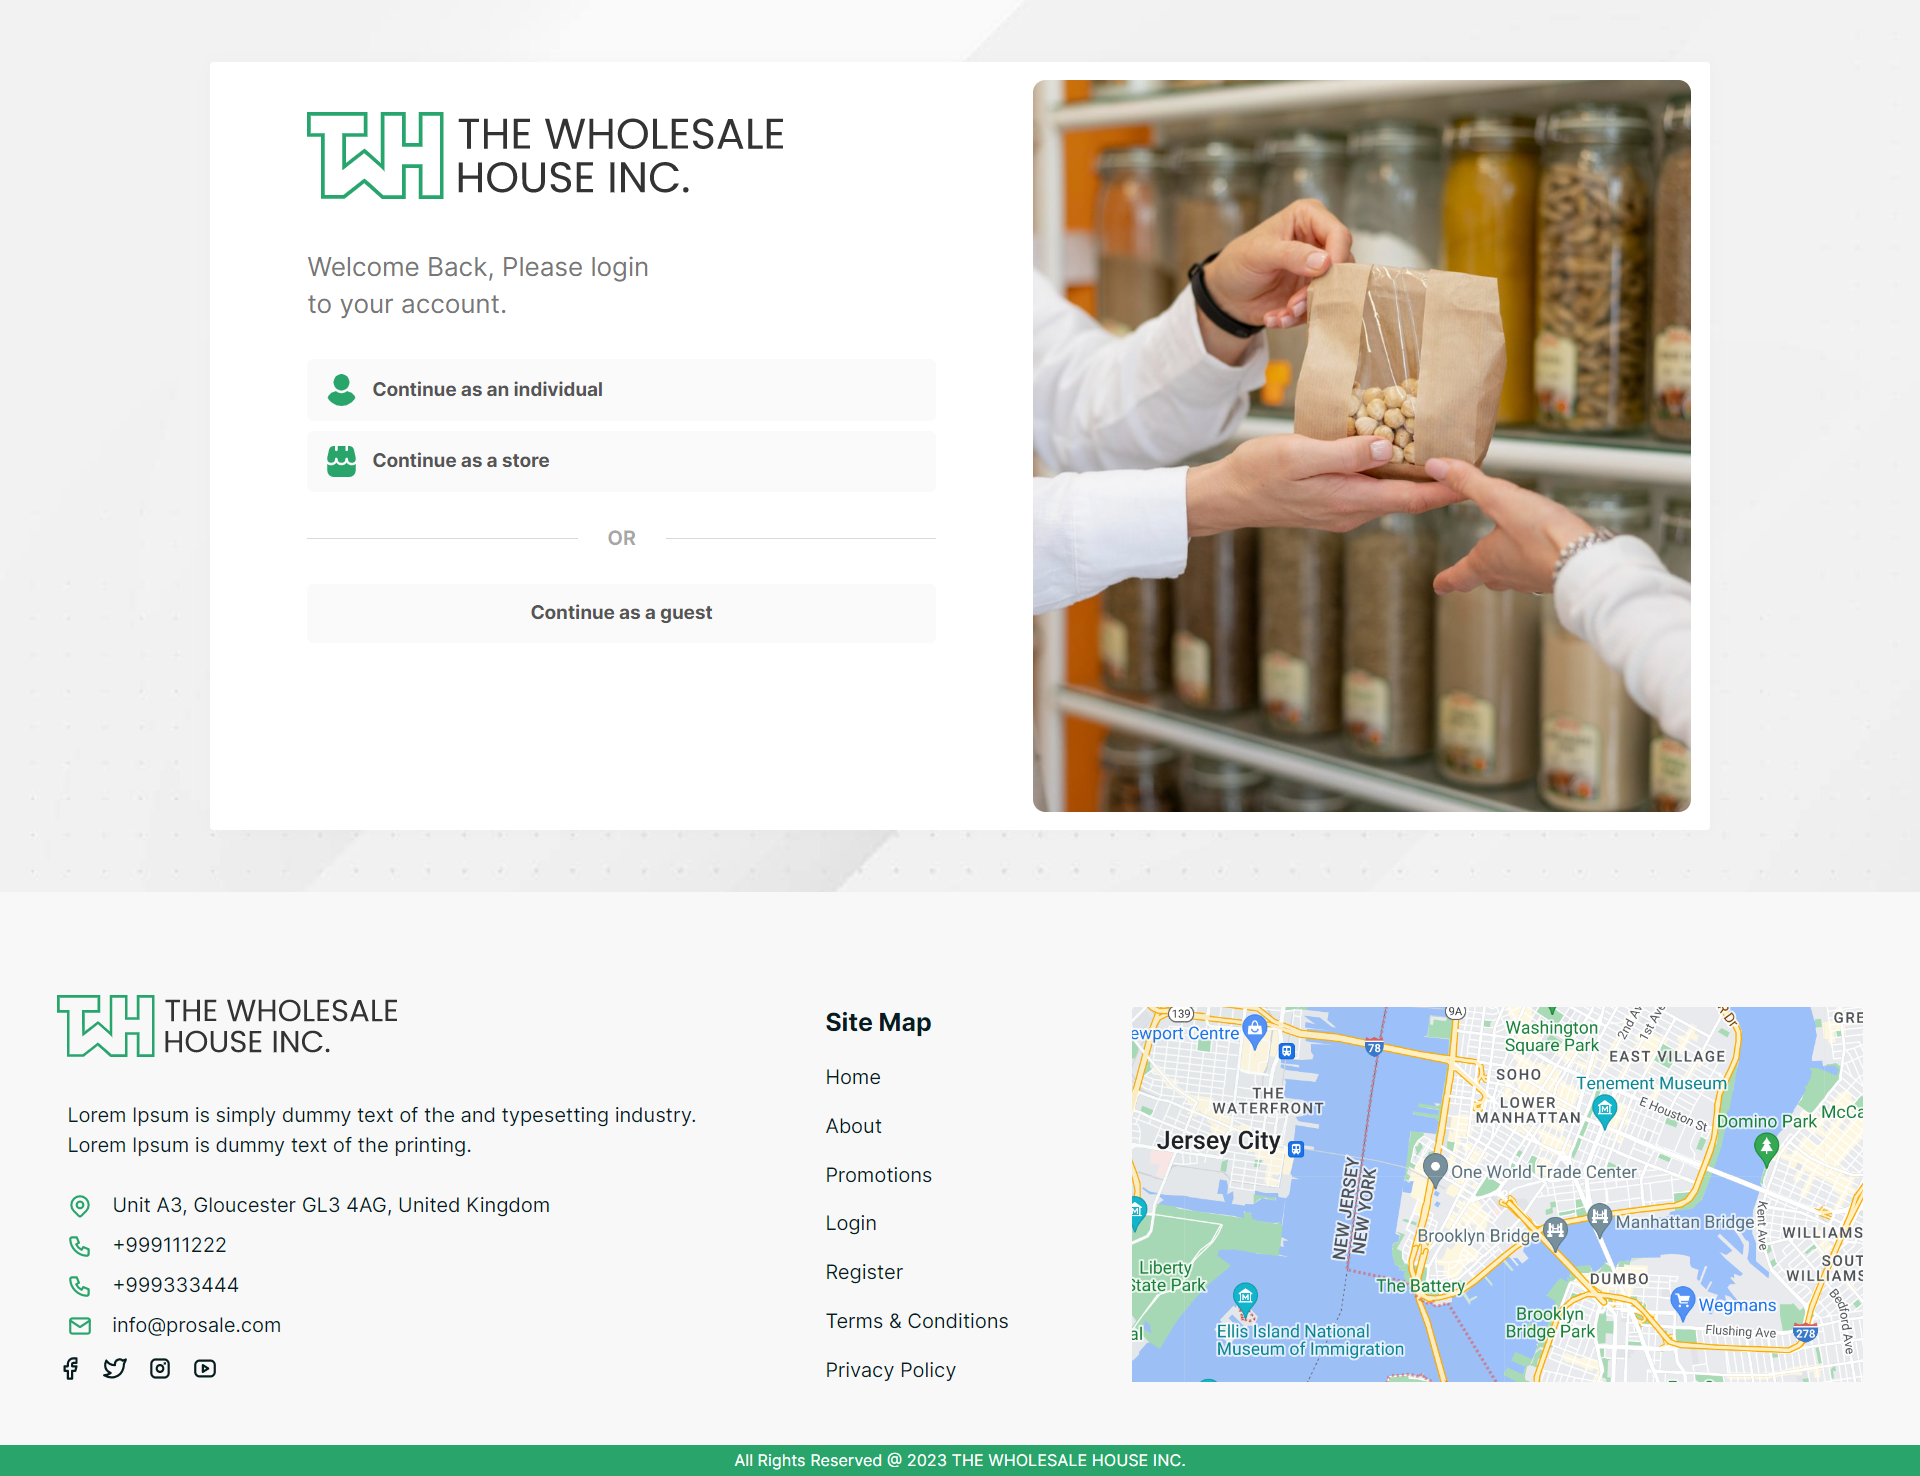 THE WHOLESALE
HOUSE INC.
Welcome Back, Please login
to your account.
Continue as an individual
Continue as a store
OR
Continue as a guest
THE WHOLESALE
HOUSE INC.
Lorem Ipsum is simply dummy text of the and typesetting industry.
Lorem Ipsum is dummy text of the printing.
Unit A3, Gloucester GL3 4AG, United Kingdom
+999111222
+999333444
info@prosale.com
Site Map
Home
About
Promotions
Login
Register
Terms & Conditions
Privacy Policy
139
9A
78
ewport Centre
Washington
Square Park
2nd Av
1st Ave
R Dr
GRE
EAST VILLAGE
SOHO
Tenement Museum
THE
WATERFRONT
LOWER
MANHATTAN
E Houston St
Domino Park
McCa
Jersey City
One World Trade Center
NEW JERSEY
NEW YORK
Kent Ave
Manhattan Bridge
Brooklyn Bridge
WILLIAMS
SOUT
WILLIAMS
Liberty
State Park
The Battery
DUMBO
Wegmans
Brooklyn
Bridge Park
Bedford Ave
Flushing Ave
278
al
Ellis Island National
Museum of Immigration
All Rights Reserved @ 2023 THE WHOLESALE HOUSE INC.